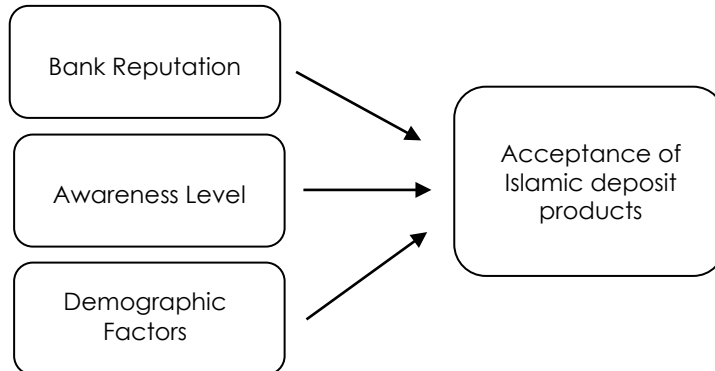 Bank Reputation
Awareness Level
Demographic
Factors
Acceptance of
Islamic deposit
products